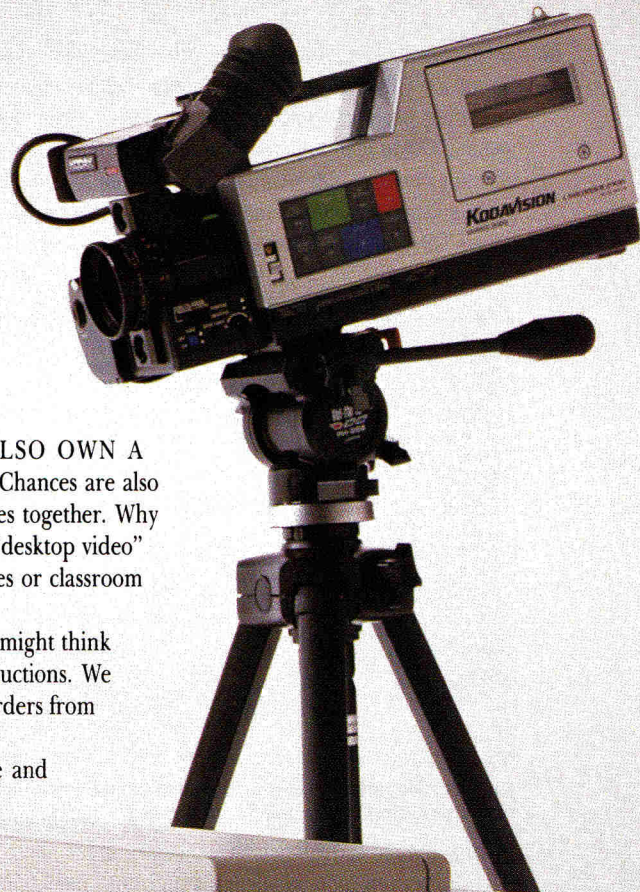 KODAVISION
LSO OWN A
Chances are also
es together. Why
desktop video”
es or classroom
might think
uctions. We
rders from
e and